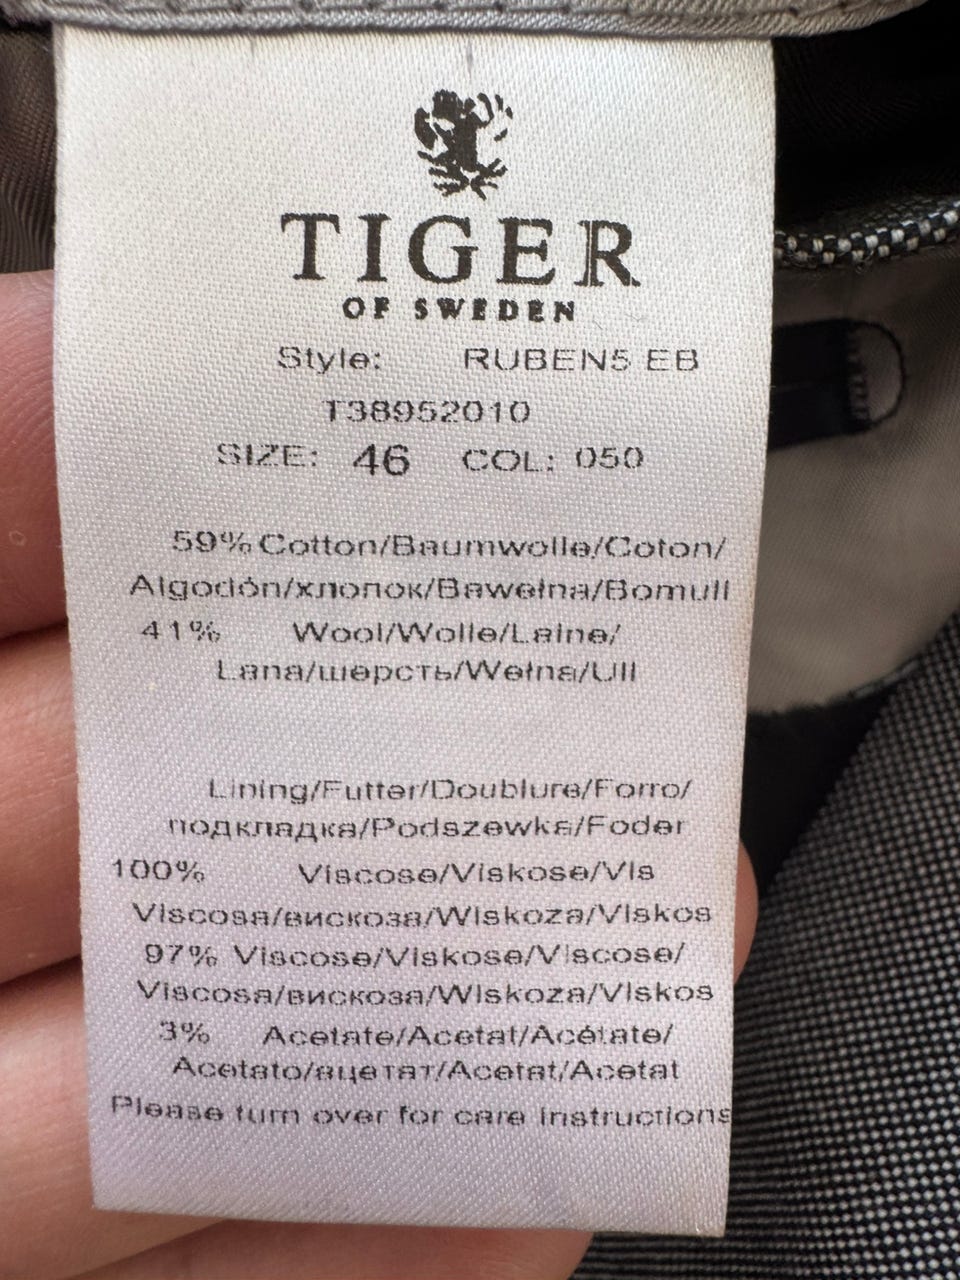 TIGER
OF SWEDEN
Style: RUBEN5 EB
T38952010
SIZE: 46 COL: 050
59% Cotton/Baumwolle/Coton/
Algodón/хлопок/Bawełna/Bomull
41% Wool/Wolle/Laine/
Lana/шерсть/Wełna/Ull
Lining/Futter/Doublure/Forro/
подкладка/Podszewka/Foder
100% Viscose/Viskose/Vis
Viscosa/вискоза/Wiskoza/Viskos
97% Viscose/Viskose/Viscose/
Viscosa/вискоза/Wiskoza/Viskos
3% Acetate/Acetat/Acétate/
Acetato/ацетат/Acetat/Acetat
Please turn over for care instructions